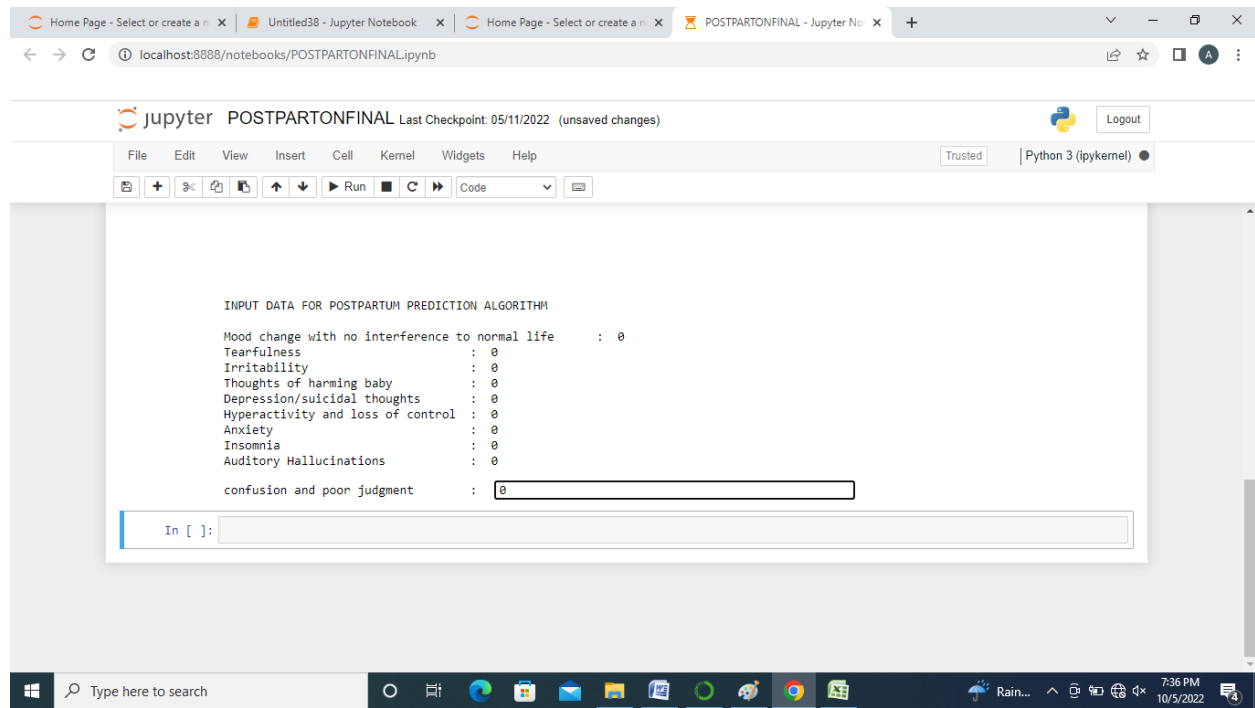 Home Page - Select or create a n
Untitled38 - Jupyter Notebook
Home Page - Select or create a n
POSTPARTONFINAL - Jupyter No
localhost:8888/notebooks/POSTPARTONFINAL.ipynb
A
jupyter POSTPARTONFINAL Last Checkpoint: 05/11/2022 (unsaved changes)
Logout
File Edit View Insert Cell Kernel Widgets Help
Trusted
Python 3 (ipykernel)
Run
Code
INPUT DATA FOR POSTPARTUM PREDICTION ALGORITHM
Mood change with no interference to normal life : 0
Tearfulness : 0
Irritability : 0
Thoughts of harming baby : 0
Depression/suicidal thoughts : 0
Hyperactivity and loss of control : 0
Anxiety : 0
Insomnia : 0
Auditory Hallucinations : 0
confusion and poor judgment : 0
In [ ]:
Type here to search
Rain...
7:36 PM
10/5/2022
4